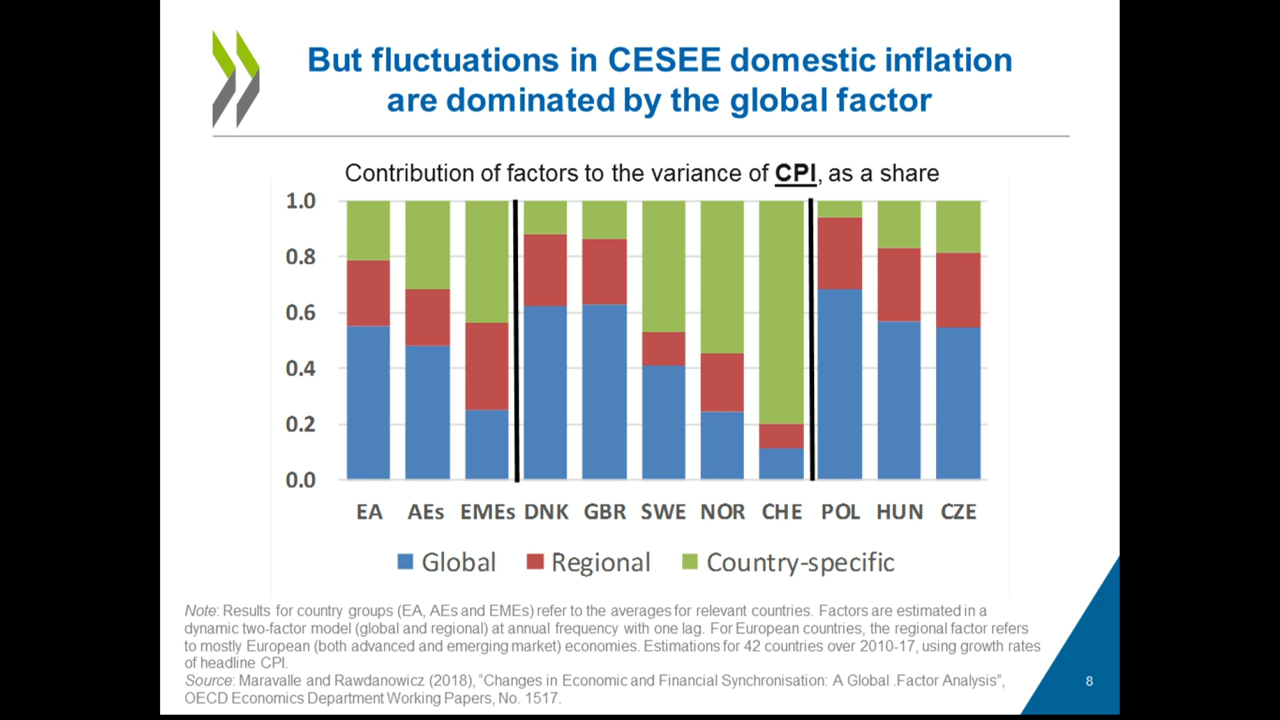 But fluctuations in CESEE domestic inflation
are dominated by the global factor
Contribution of factors to the variance of CPI, as a share
1.0
0.8
0.6
0.4
0.2
0.0
EA AEs EMEs DNK GBR SWE NOR CHE POL HUN CZE
Global Regional Country-specific
Note: Results for country groups (EA, AEs and EMEs) refer to the averages for relevant countries. Factors are estimated in a
dynamic two-factor model (global and regional) at annual frequency with one lag. For European countries, the regional factor refers
to mostly European (both advanced and emerging market) economies. Estimations for 42 countries over 2010-17, using growth rates
of headline CPI.
Source: Maravalle and Rawdanowicz (2018), “Changes in Economic and Financial Synchronisation: A Global .Factor Analysis”,
OECD Economics Department Working Papers, No. 1517.
8